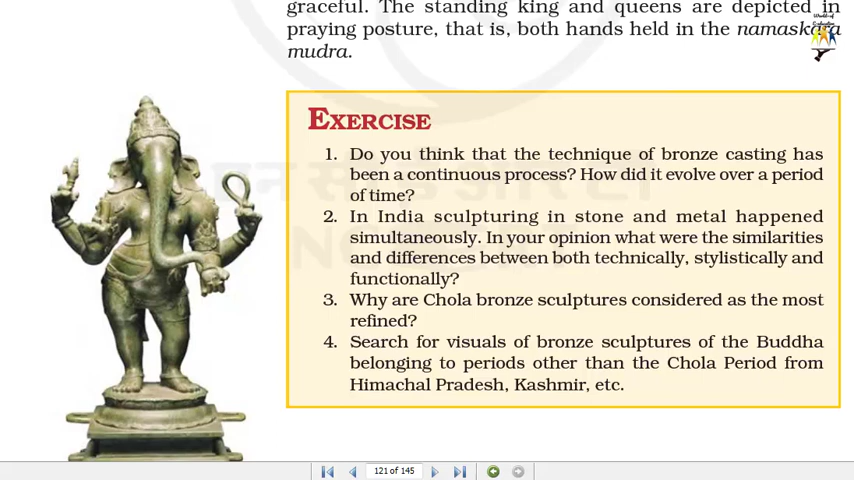 graceful. The standing king and queens are depicted in
praying posture, that is, both hands held in the namaskara
mudra.
EXERCISE
1. Do you think that the technique of bronze casting has
been a continuous process? How did it evolve over a period
of time?
2. In India sculpturing in stone and metal happened
simultaneously. In your opinion what were the similarities
and differences between both technically, stylistically and
functionally?
3. Why are Chola bronze sculptures considered as the most
refined?
4. Search for visuals of bronze sculptures of the Buddha
belonging to periods other than the Chola Period from
Himachal Pradesh, Kashmir, etc.
121 of 145